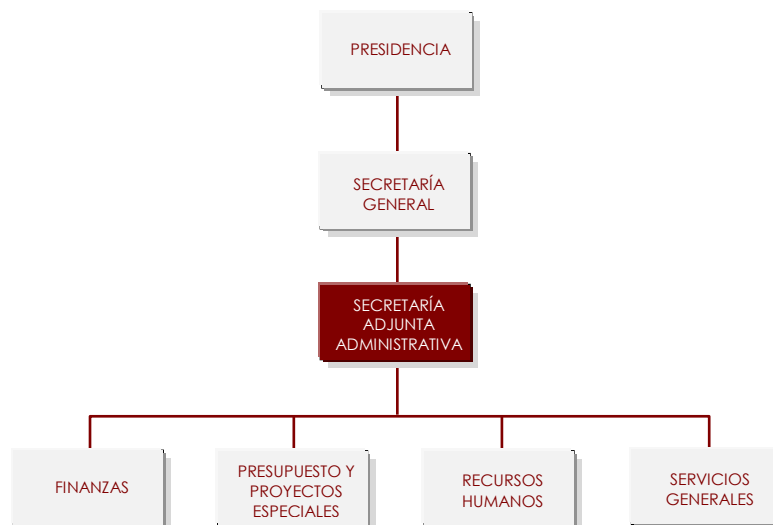 PRESIDENCIA
SECRETARÍA
GENERAL
SECRETARÍA
ADJUNTA
ADMINISTRATIVA
FINANZAS
PRESUPUESTO Y
PROYECTOS
ESPECIALES
RECURSOS
HUMANOS
SERVICIOS
GENERALES